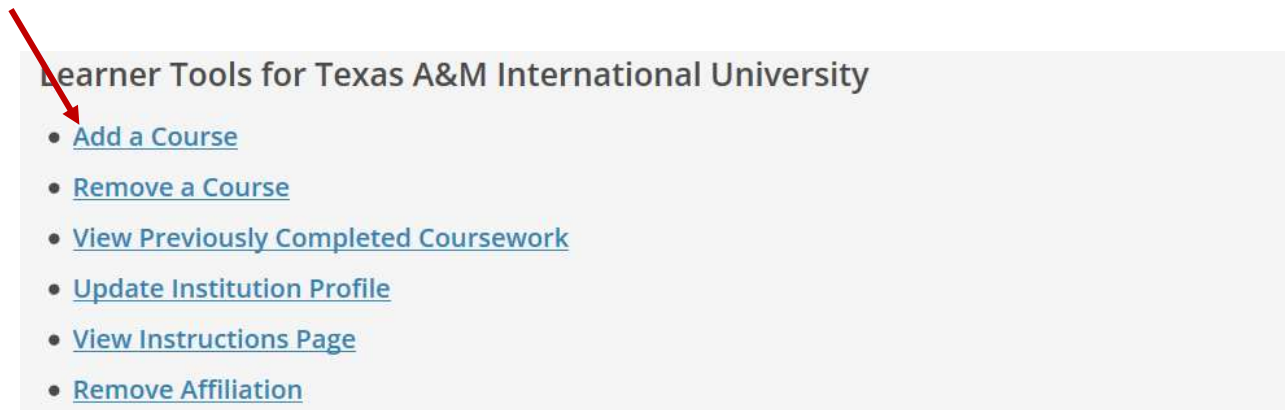 Learner Tools for Texas A&M International University
Add a Course
Remove a Course
View Previously Completed Coursework
Update Institution Profile
View Instructions Page
Remove Affiliation